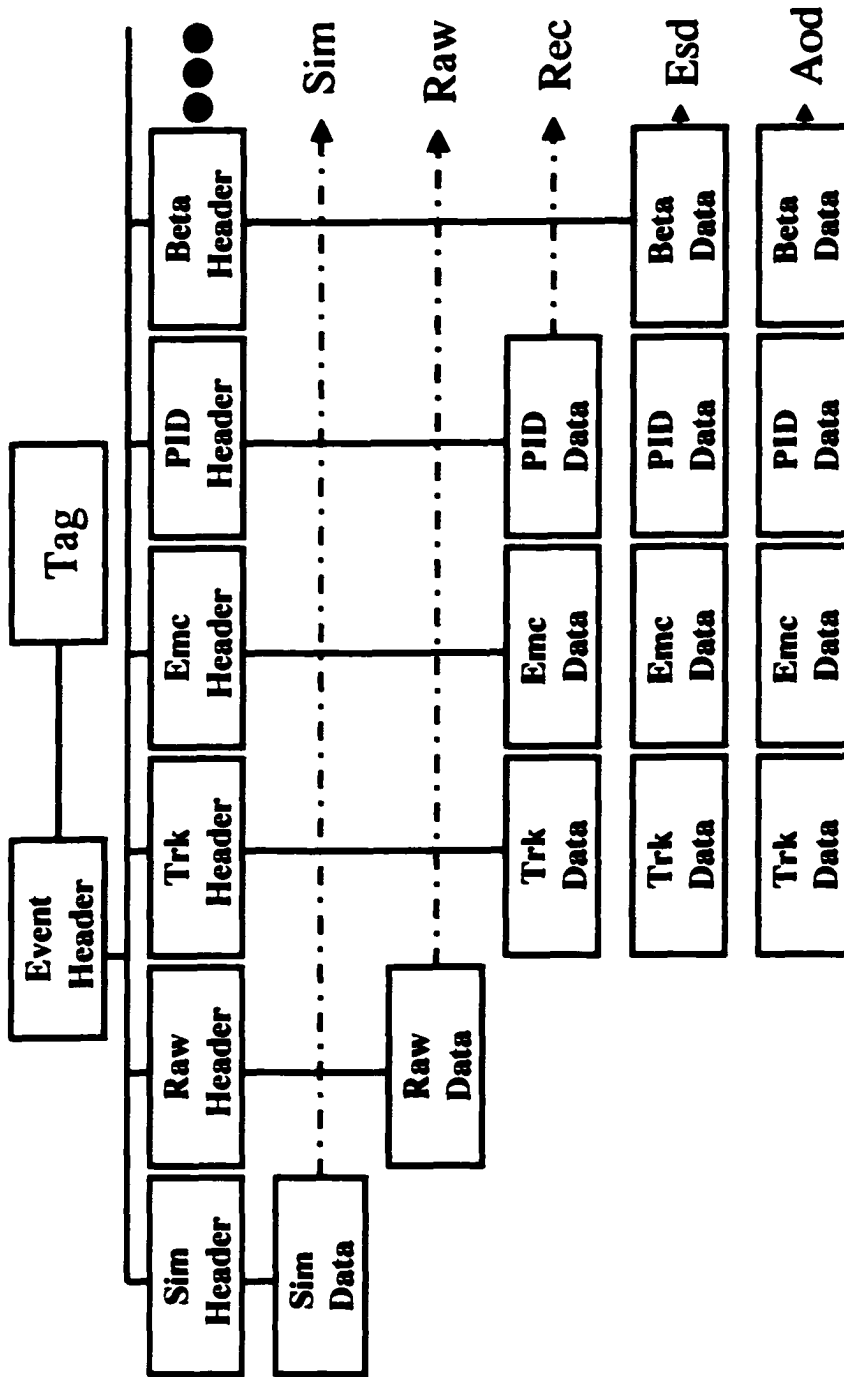 Event
Header
Tag
Sim
Header
Raw
Header
Trk
Header
Emc
Header
PID
Header
Beta
Header
Sim
Data
Sim
Raw
Data
Raw
Trk
Data
Emc
Data
PID
Data
Rec
Trk
Data
Emc
Data
PID
Data
Beta
Data
Esd
Trk
Data
Emc
Data
PID
Data
Beta
Data
Aod